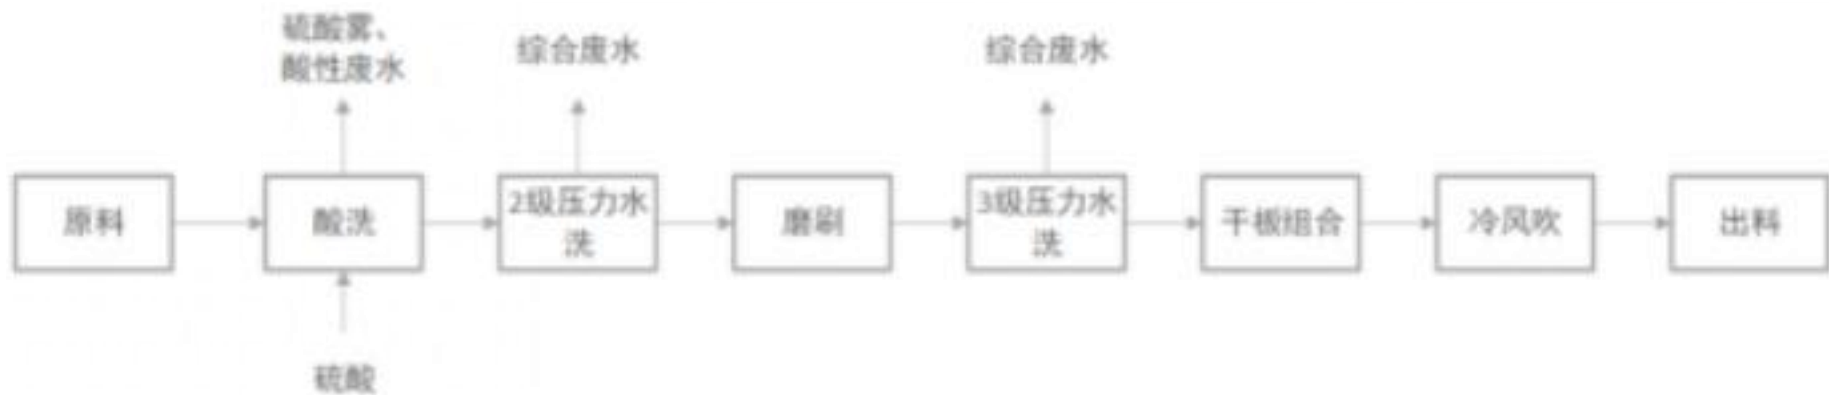 硫酸雾、
酸性废水
综合废水
综合废水
原料
酸洗
2级压力水
洗
磨刷
3级压力水
洗
干板组合
冷风吹
出料
硫酸